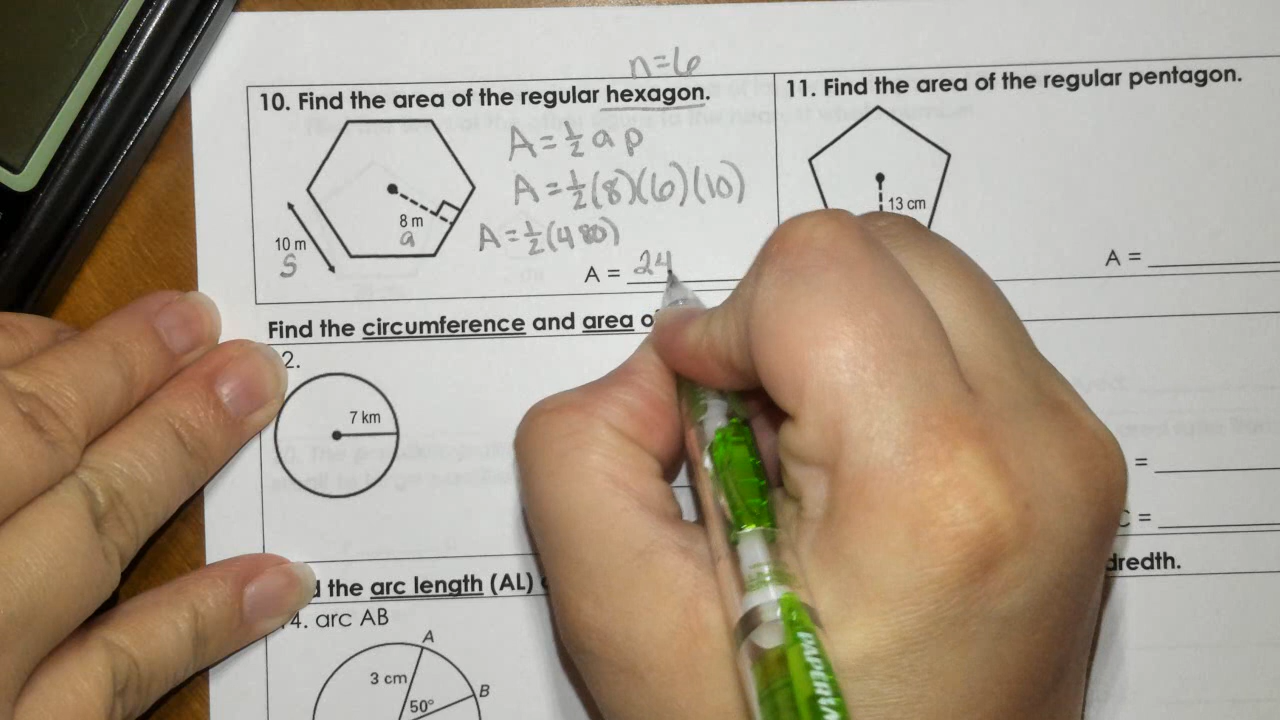 n=6
10. Find the area of the regular hexagon.
A = ½ a p
A = ½(8)(6)(10)
8 m
a
A = ½(480)
10 m
S
A = 24
11. Find the area of the regular pentagon.
13 cm
A =
Find the circumference and area
2.
7 km
=
C =
the arc length (AL)
4. arc AB
A
3 cm
B
50°